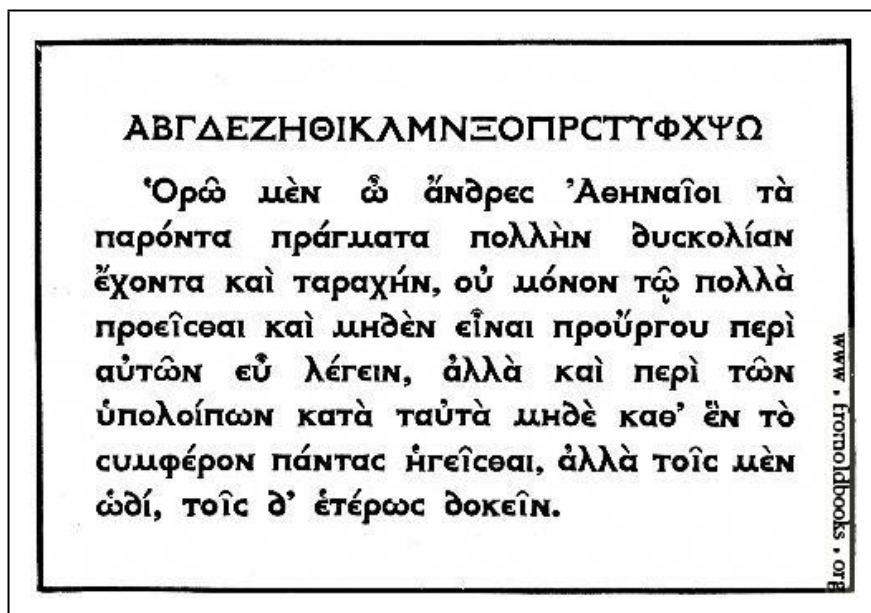 ΑΒΓΔΕΖΗΘΙΚΛΜΝΞΟΠΡϹΤΥΦΧΨΩ
Ὁρῶ μὲν ὦ ἄνδρες Ἀθηναῖοι τὰ
παρόντα πράγματα πολλὴν δυσκολίαν
ἔχοντα καὶ ταραχήν, οὐ μόνον τῷ πολλὰ
προεῖσθαι καὶ μηδὲν εἶναι προὔργου περὶ
αὐτῶν εὖ λέγειν, ἀλλὰ καὶ περὶ τῶν
ὑπολοίπων κατὰ ταὐτὰ μηδὲ καθ’ ἓν τὸ
συμφέρον πάντας ἡγεῖσθαι, ἀλλὰ τοῖς μὲν
ὡδί, τοῖς δ’ ἑτέρως δοκεῖν.
www . fromoldbooks . org